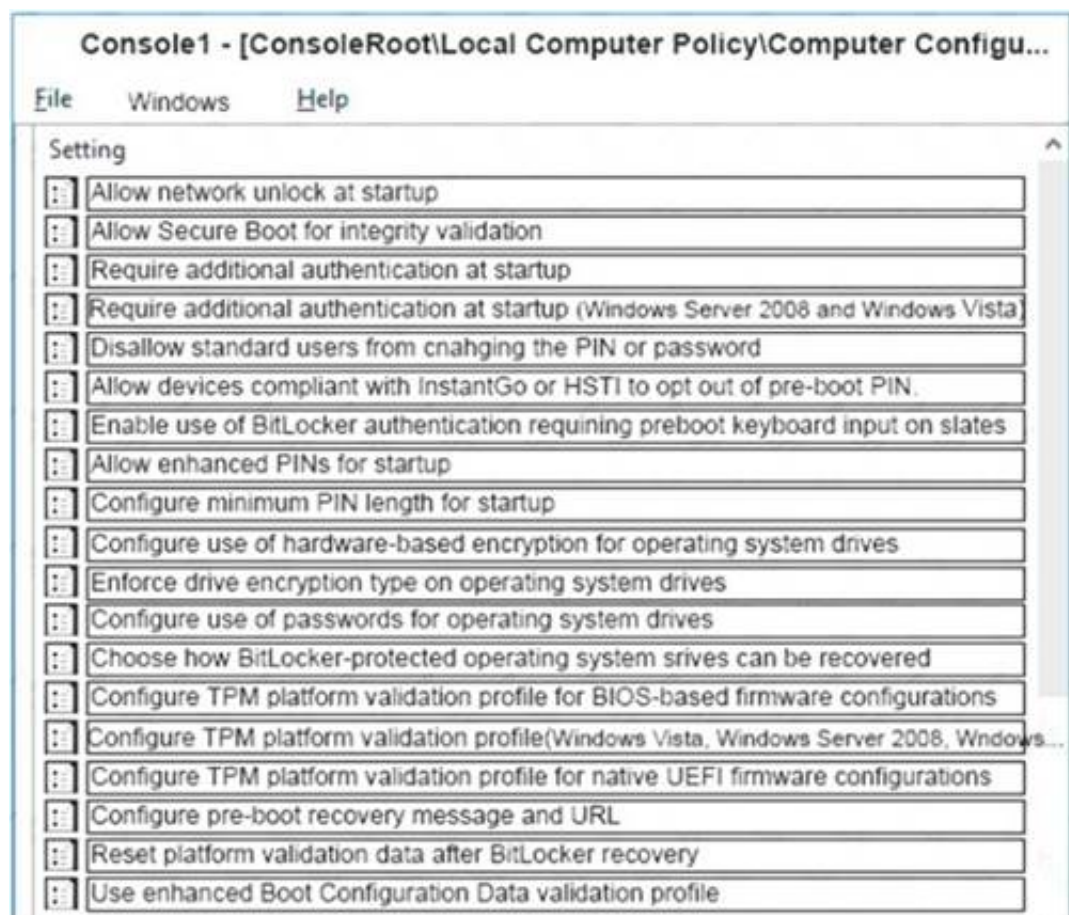 Console1 - [ConsoleRoot\Local Computer Policy\Computer Configu...
File Windows Help
Setting
Allow network unlock at startup
Allow Secure Boot for integrity validation
Require additional authentication at startup
Require additional authentication at startup (Windows Server 2008 and Windows Vista)
Disallow standard users from cnahging the PIN or password
Allow devices compliant with InstantGo or HSTI to opt out of pre-boot PIN.
Enable use of BitLocker authentication requining preboot keyboard input on slates
Allow enhanced PINs for startup
Configure minimum PIN length for startup
Configure use of hardware-based encryption for operating system drives
Enforce drive encryption type on operating system drives
Configure use of passwords for operating system drives
Choose how BitLocker-protected operating system srives can be recovered
Configure TPM platform validation profile for BIOS-based firmware configurations
Configure TPM platform validation profile(Windows Vista, Windows Server 2008, Wndows...
Configure TPM platform validation profile for native UEFI firmware configurations
Configure pre-boot recovery message and URL
Reset platform validation data after BitLocker recovery
Use enhanced Boot Configuration Data validation profile